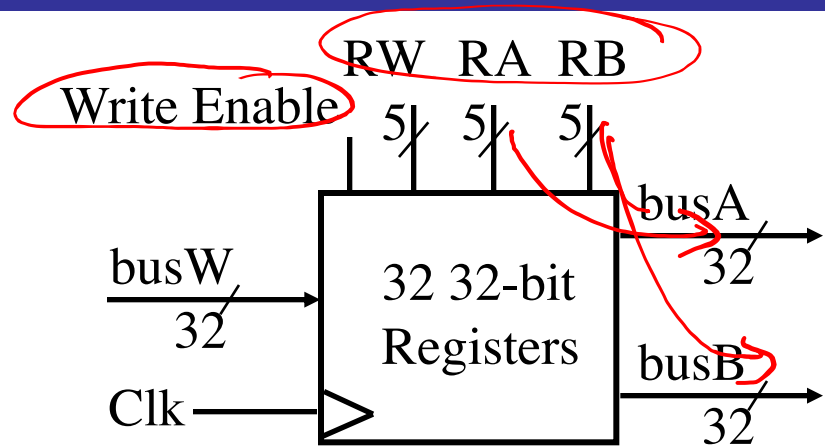 RW RA RB
Write Enable
5 5 5
busA
32
busW
32
32 32-bit
Registers
busB
32
Clk